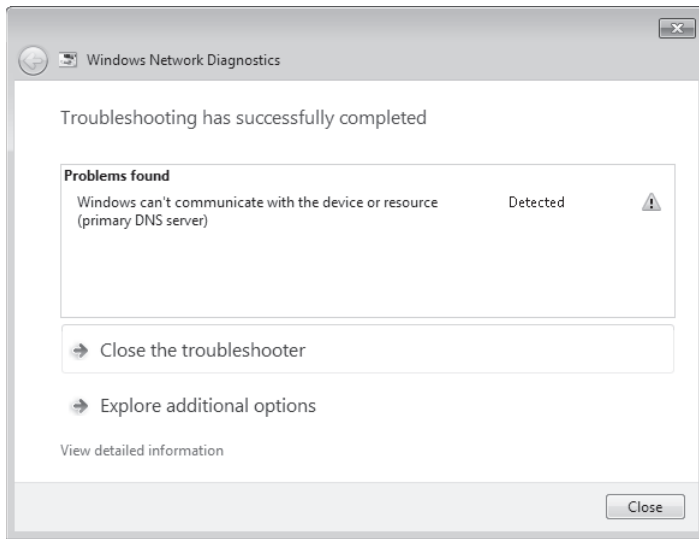 Windows Network Diagnostics
Troubleshooting has successfully completed
Problems found
Windows can't communicate with the device or resource Detected
(primary DNS server)
Close the troubleshooter
Explore additional options
View detailed information
Close